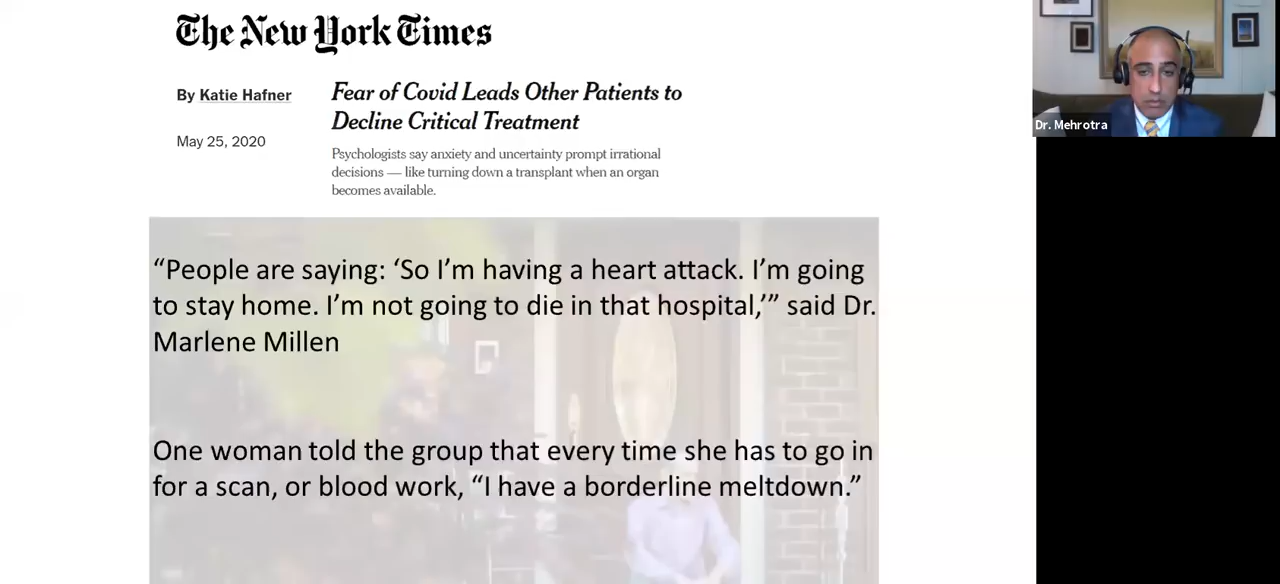 The New York Times
By Katie Hafner
May 25, 2020
Fear of Covid Leads Other Patients to
Decline Critical Treatment
Psychologists say anxiety and uncertainty prompt irrational
decisions — like turning down a transplant when an organ
becomes available.
“People are saying: ‘So I’m having a heart attack. I’m going
to stay home. I’m not going to die in that hospital,’” said Dr.
Marlene Millen
One woman told the group that every time she has to go in
for a scan, or blood work, “I have a borderline meltdown.”
Dr. Mehrotra